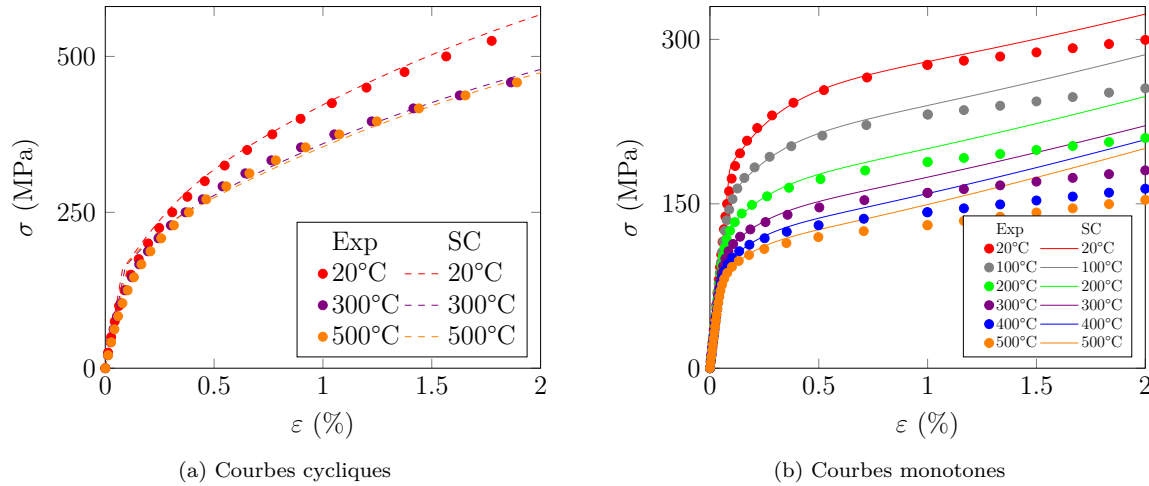 500
250
0
0
0.5
1
1.5
2
σ (MPa)
ε (%)
Exp SC
20°C 20°C
300°C 300°C
500°C 500°C
(a) Courbes cycliques
300
150
0
0
0.5
1
1.5
2
σ (MPa)
ε (%)
Exp SC
20°C 20°C
100°C 100°C
200°C 200°C
300°C 300°C
400°C 400°C
500°C 500°C
(b) Courbes monotones